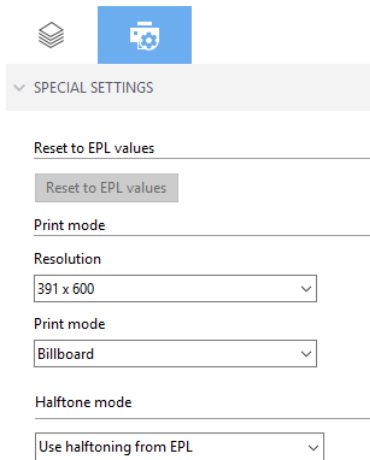 SPECIAL SETTINGS
Reset to EPL values
Reset to EPL values
Print mode
Resolution
391 x 600
Print mode
Billboard
Halftone mode
Use halftoning from EPL